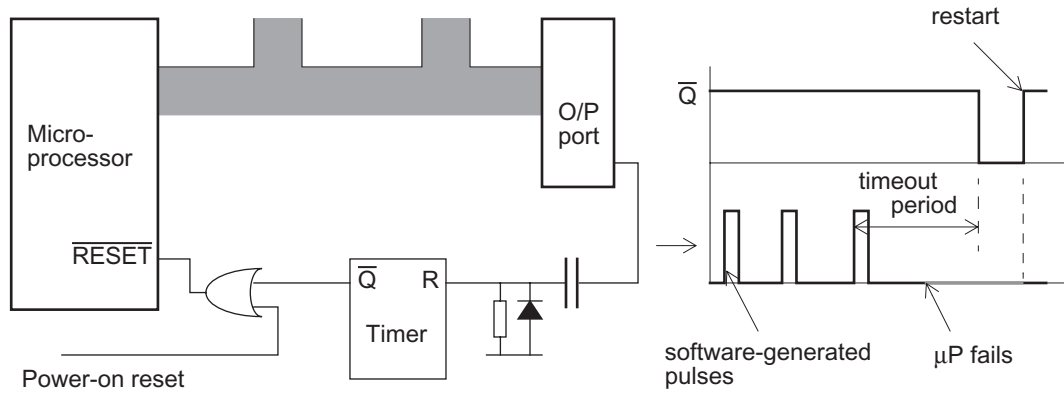 Micro-
processor
RESET
Power-on reset
Q
R
Timer
O/P
port
restart
Q
timeout
period
software-generated
pulses
μP fails